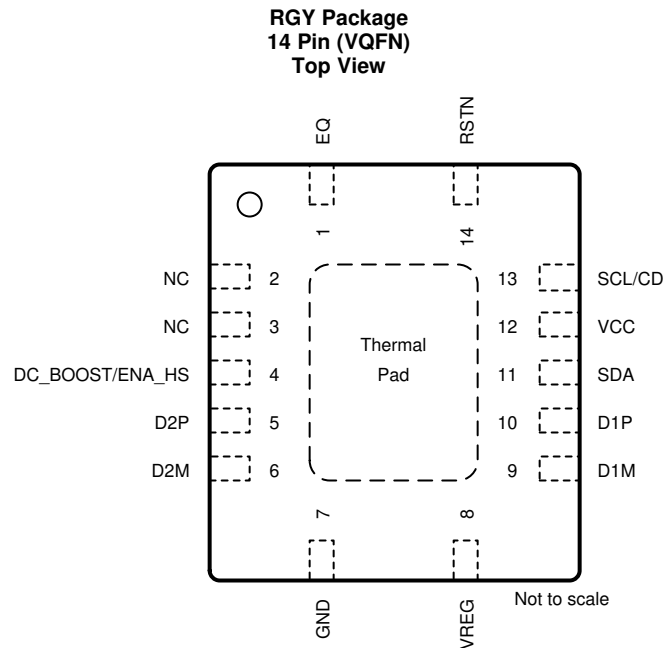 RGY Package
14 Pin (VQFN)
Top View
EQ
RSTN
1
14
NC
2
13
SCL/CD
NC
3
12
VCC
Thermal
Pad
DC_BOOST/ENA_HS
4
11
SDA
D2P
5
10
D1P
D2M
6
9
D1M
7
8
GND
VREG
Not to scale